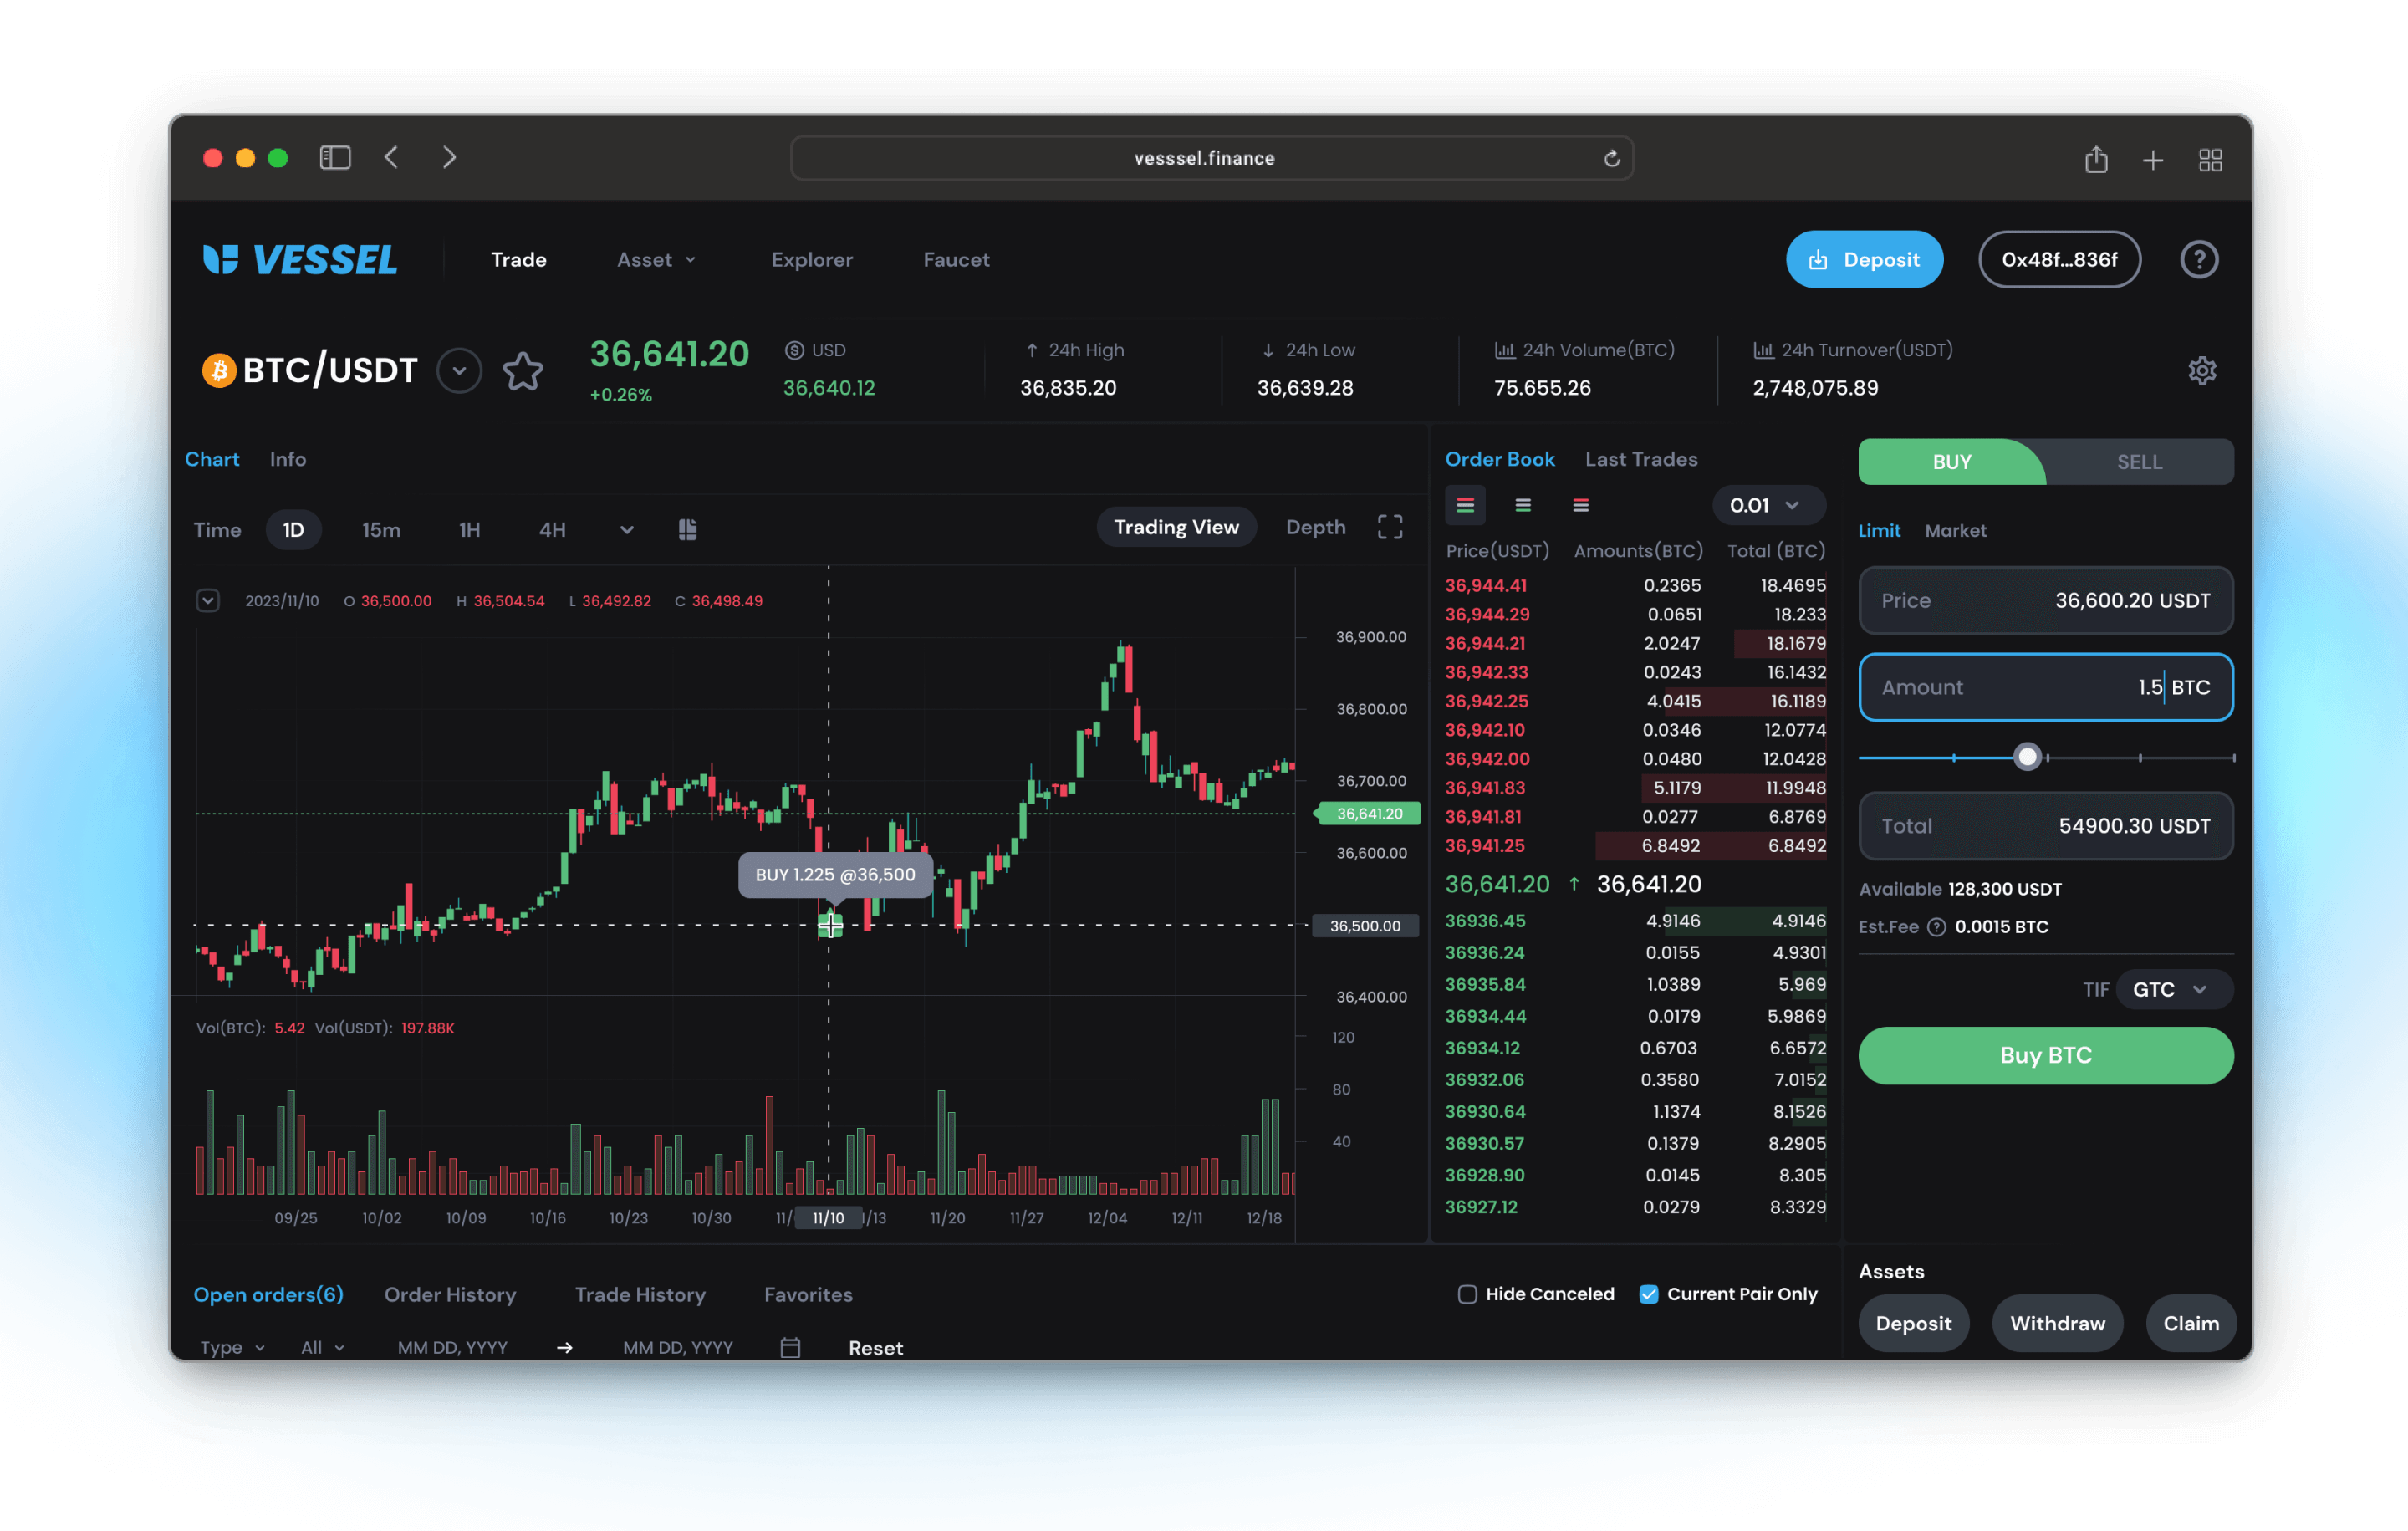 vesssel.finance
VESSEL
Trade
Asset
Explorer
Faucet
Deposit
0x48f...836f
BTC/USDT
36,641.20
+0.26%
USD
36,640.12
24h High
36,835.20
24h Low
36,639.28
24h Volume(BTC)
75.655.26
24h Turnover(USDT)
2,748,075.89
Chart
Info
Time
1D
15m
1H
4H
Trading View
Depth
2023/11/10 O 36,500.00 H 36,504.54 L 36,492.82 C 36,498.49
36,900.00
36,800.00
36,700.00
36,641.20
36,600.00
BUY 1.225 @36,500
36,500.00
36,400.00
Vol(BTC): 5.42 Vol(USDT): 197.88K
120
80
40
09/25
10/02
10/09
10/16
10/23
10/30
11/
11/10
/13
11/20
11/27
12/04
12/11
12/18
Order Book
Last Trades
0.01
Price(USDT) Amounts(BTC) Total (BTC)
36,944.41 0.2365 18.4695
36,944.29 0.0651 18.233
36,944.21 2.0247 18.1679
36,942.33 0.0243 16.1432
36,942.25 4.0415 16.1189
36,942.10 0.0346 12.0774
36,942.00 0.0480 12.0428
36,941.83 5.1179 11.9948
36,941.81 0.0277 6.8769
36,941.25 6.8492 6.8492
36,641.20 ↑ 36,641.20
36936.45 4.9146 4.9146
36936.24 0.0155 4.9301
36935.84 1.0389 5.969
36934.44 0.0179 5.9869
36934.12 0.6703 6.6572
36932.06 0.3580 7.0152
36930.64 1.1374 8.1526
36930.57 0.1379 8.2905
36928.90 0.0145 8.305
36927.12 0.0279 8.3329
BUY
SELL
Limit
Market
Price 36,600.20 USDT
Amount 1.5 BTC
Total 54900.30 USDT
Available 128,300 USDT
Est.Fee ? 0.0015 BTC
TIF GTC
Buy BTC
Open orders(6)
Order History
Trade History
Favorites
Hide Canceled
Current Pair Only
Type
All
MM DD, YYYY → MM DD, YYYY
Reset
Assets
Deposit
Withdraw
Claim